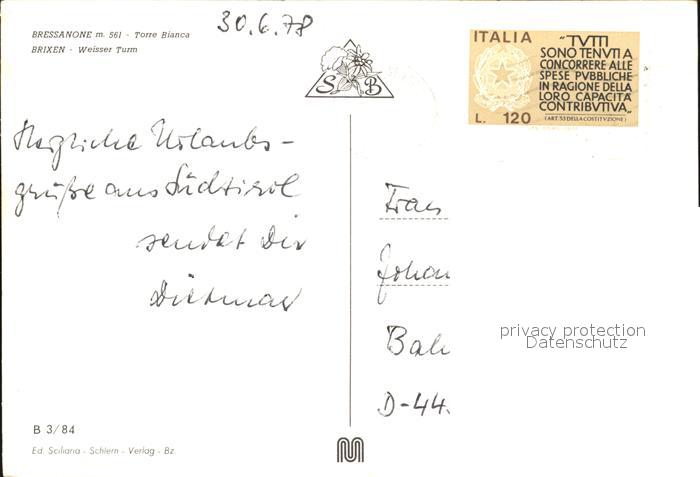 BRESSANONE m. 561 - Torre Bianca
BRIXEN - Weisser Turm
30.6.78
S B
ITALIA
„TVTTI
SONO TENVTI A
CONCORRERE ALLE
SPESE PVBBLICHE
IN RAGIONE DELLA
LORO CAPACITÀ
CONTRIBVTIVA„
(ART. 53 DELLA COSTITVZIONE)
L. 120
Herzliche Urlaubs-
grüße aus Südtirol
sendet Dir
Dietmar
Frau
Johan
Bah
D-44
privacy protection
Datenschutz
B 3/84
Ed. Sciliana - Schlern - Verlag - Bz.